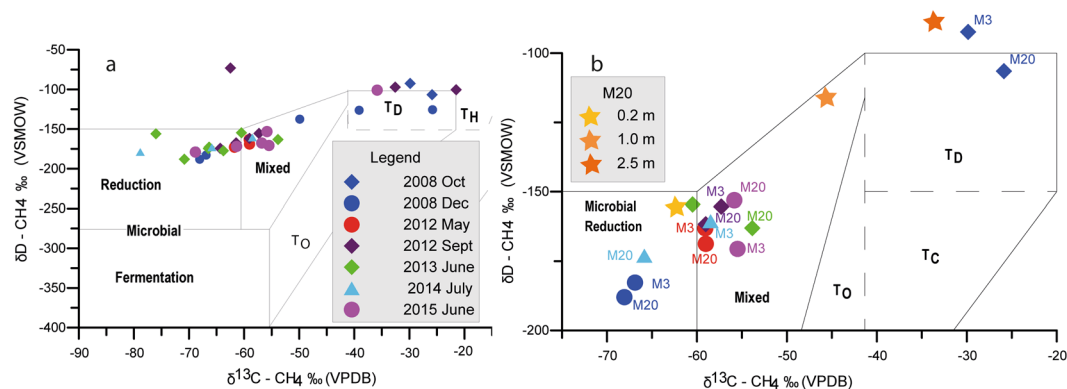 a
-50
-100
-150
-200
-250
-300
-350
-400
δD - CH4 ‰ (VSMOW)
-90
-80
-70
-60
-50
-40
-30
-20
δ13C - CH4 ‰ (VPDB)
Reduction
Microbial
Fermentation
Mixed
TO
TD
TH
Legend
2008 Oct
2008 Dec
2012 May
2012 Sept
2013 June
2014 July
2015 June
b
-100
-150
-200
δD - CH4 ‰ (VSMOW)
-70
-60
-50
-40
-30
-20
δ13C - CH4 ‰ (VPDB)
M20
0.2 m
1.0 m
2.5 m
M3
M20
TD
Microbial
Reduction
M3
M20
M20
M3
M3
M20
M20
M20
M3
M3
M20
Mixed
TO
TC